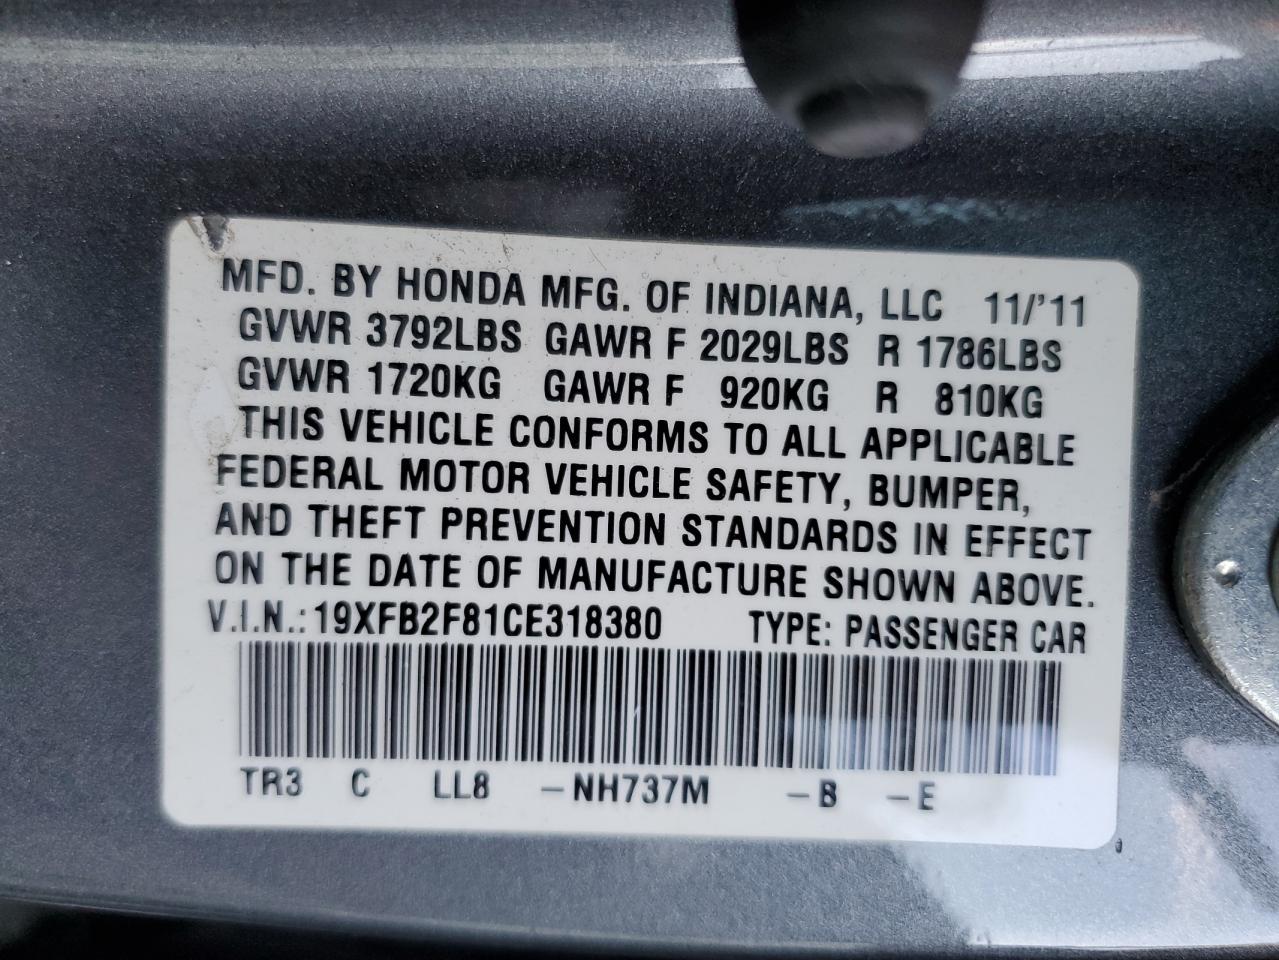 MFD. BY HONDA MFG. OF INDIANA, LLC 11/'11
GVWR 3792LBS GAWR F 2029LBS R 1786LBS
GVWR 1720KG GAWR F 920KG R 810KG
THIS VEHICLE CONFORMS TO ALL APPLICABLE
FEDERAL MOTOR VEHICLE SAFETY, BUMPER,
AND THEFT PREVENTION STANDARDS IN EFFECT
ON THE DATE OF MANUFACTURE SHOWN ABOVE.
V.I.N.: 19XFB2F81CE318380 TYPE: PASSENGER CAR
TR3 C LL8 -NH737M -B -E